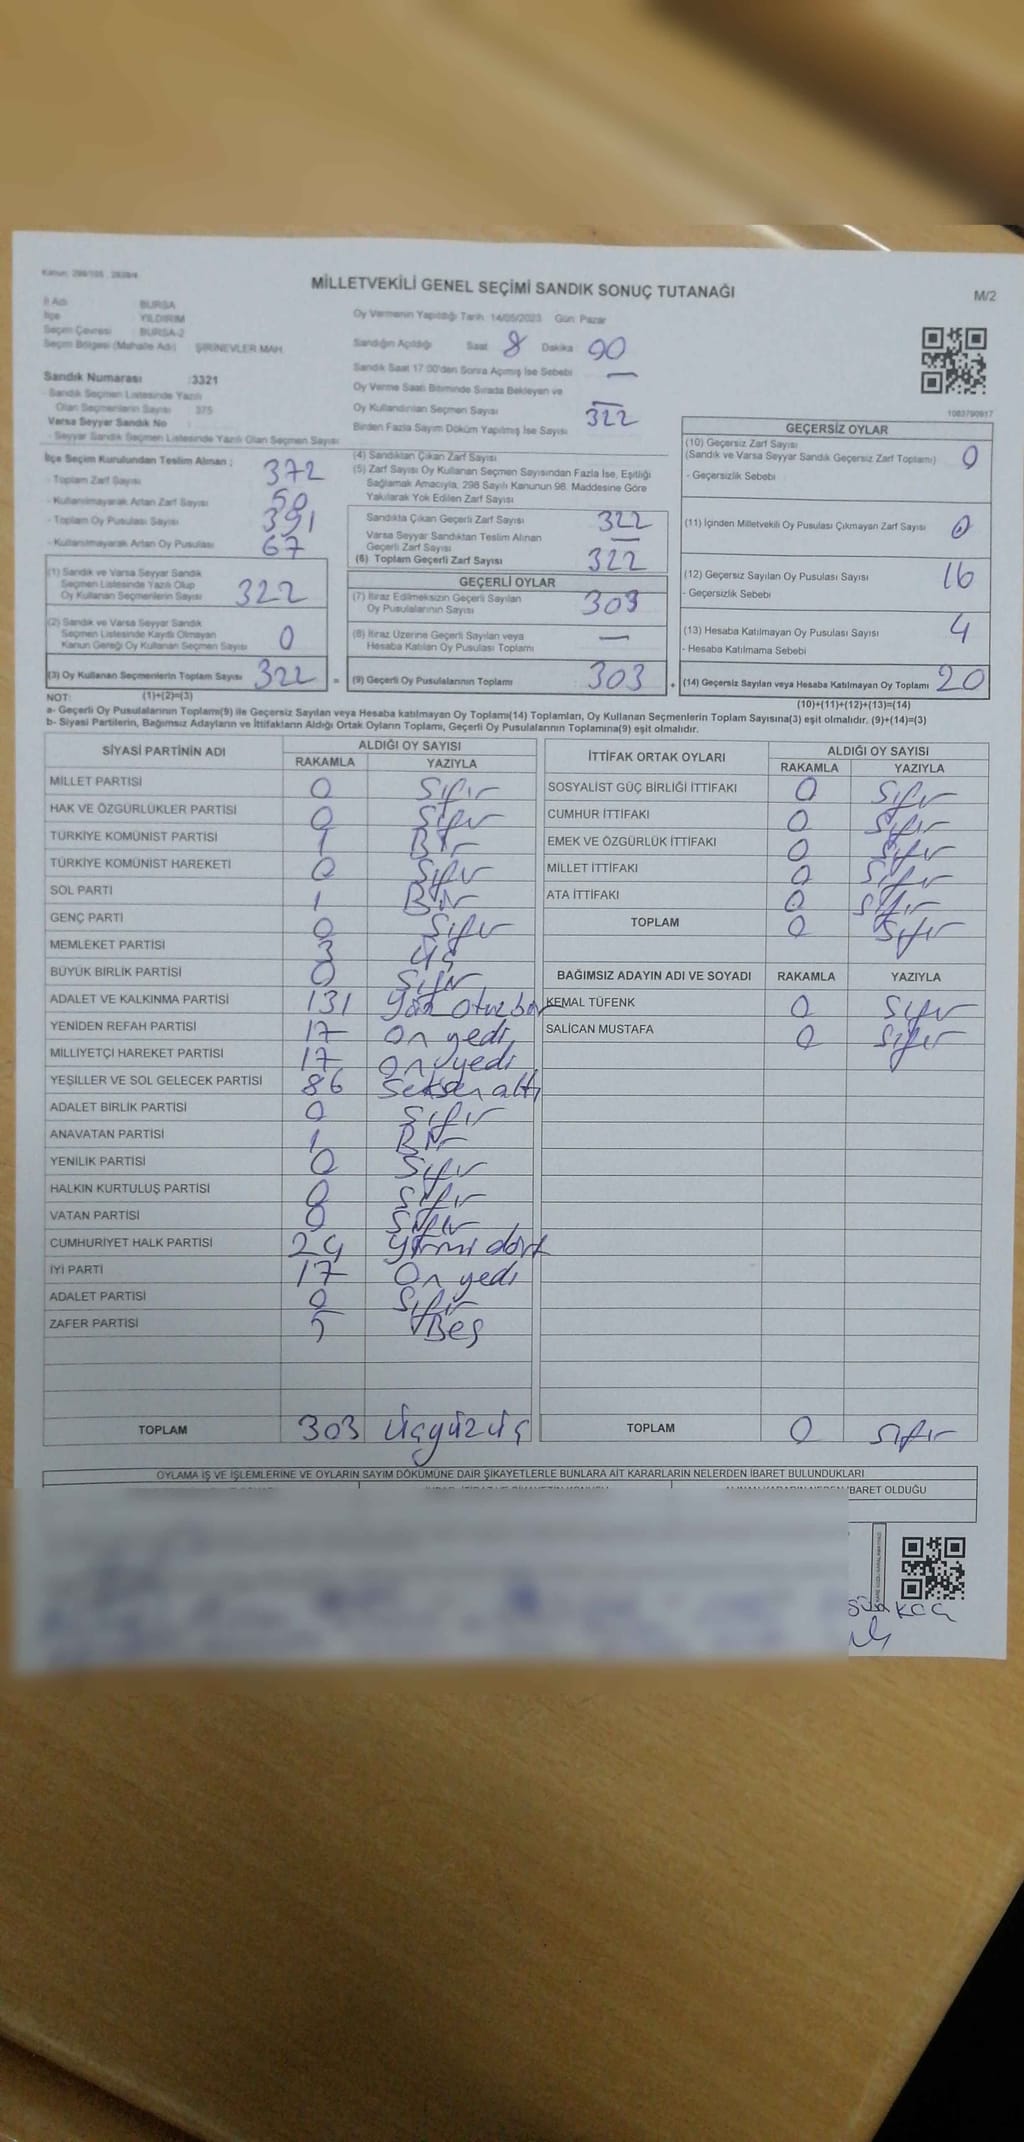 Kanun: 298/105 , 2839/4
MİLLETVEKİLİ GENEL SEÇİMİ SANDIK SONUÇ TUTANAĞI
M/2
İl Adı : BURSA
İlçe : YILDIRIM
Seçim Çevresi : BURSA-2
Seçim Bölgesi (Mahalle Adı) : ŞİRİNEVLER MAH.
Oy Vermenin Yapıldığı Tarih: 14/05/2023 Gün: Pazar
Sandığın Açıldığı Saat 8 Dakika 00
Sandık Saat 17:00'den Sonra Açılmış İse Sebebi —
Oy Verme Saati Bitiminde Sırada Bekleyen ve
Oy Kullandırılan Seçmen Sayısı —
Birden Fazla Sayım Döküm Yapılmış İse Sayısı
322
Sandık Numarası :3321
- Sandık Seçmen Listesinde Yazılı
Olan Seçmenlerin Sayısı : 375
Varsa Seyyar Sandık No :
- Seyyar Sandık Seçmen Listesinde Yazılı Olan Seçmen Sayısı:
İlçe Seçim Kurulundan Teslim Alınan ;
- Toplam Zarf Sayısı 372
- Kullanılmayarak Artan Zarf Sayısı 50
- Toplam Oy Pusulası Sayısı 391
- Kullanılmayarak Artan Oy Pusulası 67
(1) Sandık ve Varsa Seyyar Sandık
Seçmen Listesinde Yazılı Olup
Oy Kullanan Seçmenlerin Sayısı 322
(2) Sandık ve Varsa Seyyar Sandık
Seçmen Listesinde Kayıtlı Olmayan
Kanun Gereği Oy Kullanan Seçmen Sayısı 0
(3) Oy Kullanan Seçmenlerin Toplam Sayısı 322 =
(4) Sandıktan Çıkan Zarf Sayısı
(5) Zarf Sayısı Oy Kullanan Seçmen Sayısından Fazla İse, Eşitliği
Sağlamak Amacıyla, 298 Sayılı Kanunun 98. Maddesine Göre
Yakılarak Yok Edilen Zarf Sayısı
Sandıkta Çıkan Geçerli Zarf Sayısı 322
Varsa Seyyar Sandıktan Teslim Alınan
Geçerli Zarf Sayısı —
(6) Toplam Geçerli Zarf Sayısı 322
GEÇERLİ OYLAR
(7) İtiraz Edilmeksizin Geçerli Sayılan
Oy Pusulalarının Sayısı 303
(8) İtiraz Üzerine Geçerli Sayılan veya
Hesaba Katılan Oy Pusulası Toplamı —
(9) Geçerli Oy Pusulalarının Toplamı 303 +
1003790917
GEÇERSİZ OYLAR
(10) Geçersiz Zarf Sayısı
(Sandık ve Varsa Seyyar Sandık Geçersiz Zarf Toplamı) 0
- Geçersizlik Sebebi
(11) İçinden Milletvekili Oy Pusulası Çıkmayan Zarf Sayısı 0
(12) Geçersiz Sayılan Oy Pusulası Sayısı 16
- Geçersizlik Sebebi
(13) Hesaba Katılmayan Oy Pusulası Sayısı 4
- Hesaba Katılmama Sebebi
(14) Geçersiz Sayılan veya Hesaba Katılmayan Oy Toplamı 20
NOT: (1)+(2)=(3) (10)+(11)+(12)+(13)=(14)
a- Geçerli Oy Pusulalarının Toplamı(9) ile Geçersiz Sayılan veya Hesaba katılmayan Oy Toplamı(14) Toplamları, Oy Kullanan Seçmenlerin Toplam Sayısına(3) eşit olmalıdır. (9)+(14)=(3)
b- Siyasi Partilerin, Bağımsız Adayların ve İttifakların Aldığı Ortak Oyların Toplamı, Geçerli Oy Pusulalarının Toplamına(9) eşit olmalıdır.
SİYASİ PARTİNİN ADI ALDIĞI OY SAYISI
RAKAMLA YAZIYLA
MİLLET PARTİSİ 0 Sıfır
HAK VE ÖZGÜRLÜKLER PARTİSİ 0 Sıfır
TÜRKİYE KOMÜNİST PARTİSİ 1 Bir
TÜRKİYE KOMÜNİST HAREKETİ 0 Sıfır
SOL PARTİ 1 Bir
GENÇ PARTİ 0 Sıfır
MEMLEKET PARTİSİ 3 Üç
BÜYÜK BİRLİK PARTİSİ 0 Sıfır
ADALET VE KALKINMA PARTİSİ 131 Yüz otuz bir
YENİDEN REFAH PARTİSİ 17 On yedi
MİLLİYETÇİ HAREKET PARTİSİ 17 On yedi
YEŞİLLER VE SOL GELECEK PARTİSİ 86 Seksen altı
ADALET BİRLİK PARTİSİ 0 Sıfır
ANAVATAN PARTİSİ 1 Bir
YENİLİK PARTİSİ 0 Sıfır
HALKIN KURTULUŞ PARTİSİ 0 Sıfır
VATAN PARTİSİ 0 Sıfır
CUMHURİYET HALK PARTİSİ 24 Yirmi dört
İYİ PARTİ 17 On yedi
ADALET PARTİSİ 0 Sıfır
ZAFER PARTİSİ 5 Beş
TOPLAM 303 Üçyüz üç
İTTİFAK ORTAK OYLARI ALDIĞI OY SAYISI
RAKAMLA YAZIYLA
SOSYALİST GÜÇ BİRLİĞİ İTTİFAKI 0 Sıfır
CUMHUR İTTİFAKI 0 Sıfır
EMEK VE ÖZGÜRLÜK İTTİFAKI 0 Sıfır
MİLLET İTTİFAKI 0 Sıfır
ATA İTTİFAKI 0 Sıfır
TOPLAM 0 Sıfır
BAĞIMSIZ ADAYIN ADI VE SOYADI RAKAMLA YAZIYLA
KEMAL TÜFENK 0 Sıfır
SALİCAN MUSTAFA 0 Sıfır
TOPLAM 0 Sıfır
OYLAMA İŞ VE İŞLEMLERİNE VE OYLARIN SAYIM DÖKÜMÜNE DAİR ŞİKAYETLERLE BUNLARA AİT KARARLARIN NELERDEN İBARET BULUNDUKLARI
İBARET OLDUĞU